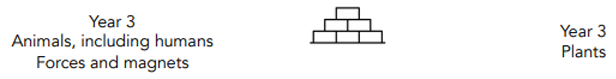 Year 3
Animals, including humans
Forces and magnets
Year 3
Plants